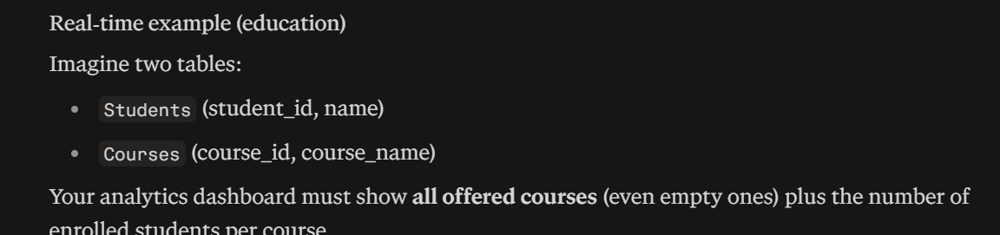 Real-time example (education)
Imagine two tables:
• Students (student_id, name)
• Courses (course_id, course_name)
Your analytics dashboard must show all offered courses (even empty ones) plus the number of
enrolled students per course